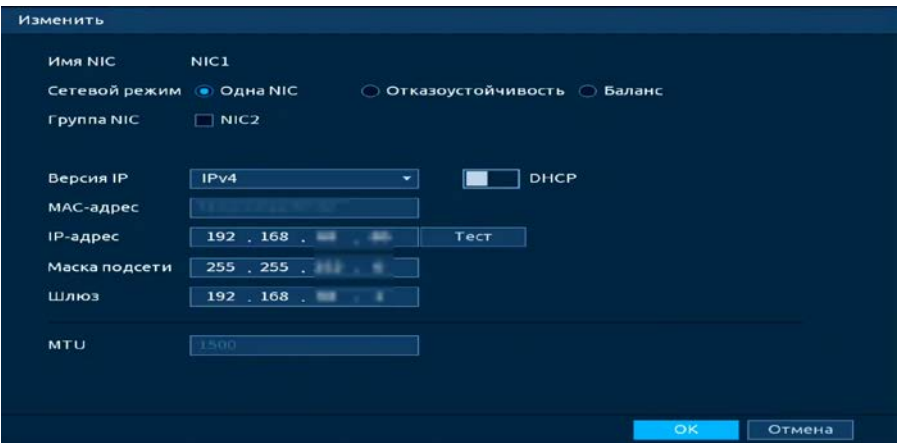 Изменить
Имя NIC NIC1
Сетевой режим Одна NIC Отказоустойчивость Баланс
Группа NIC NIC2
Версия IP IPv4 DHCP
MAC-адрес
IP-адрес 192 . 168 . . Тест
Маска подсети 255 . 255 . .
Шлюз 192 . 168 . .
MTU 1500
OK Отмена